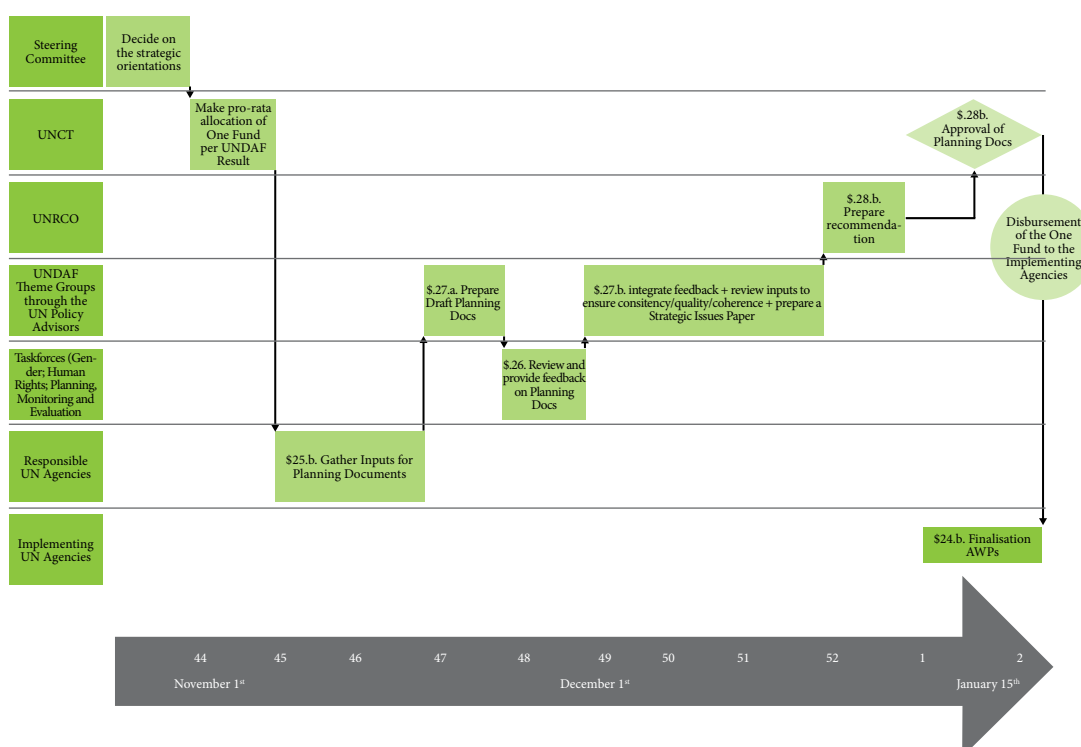 Steering
Committee
Decide on
the strategic
orientations
UNCT
Make pro-rata
allocation of
One Fund
per UNDAF
Result
$.28b.
Approval of
Planning Docs
UNRCO
$.28.b.
Prepare
recommenda-
tion
Disbursement
of the One
Fund to the
Implementing
Agencies
UNDAF
Theme Groups
through the
UN Policy
Advisors
$.27.a. Prepare
Draft Planning
Docs
$.27.b. integrate feedback + review inputs to
ensure consitency/quality/coherence + prepare a
Strategic Issues Paper
Taskforces (Gen-
der; Human
Rights; Planning,
Monitoring and
Evaluation
$.26. Review and
provide feedback
on Planning
Docs
Responsible
UN Agencies
$25.b. Gather Inputs for
Planning Documents
Implementing
UN Agencies
$24.b. Finalisation
AWPs
44 45 46 47 48 49 50 51 52 1 2
November 1st December 1st January 15th